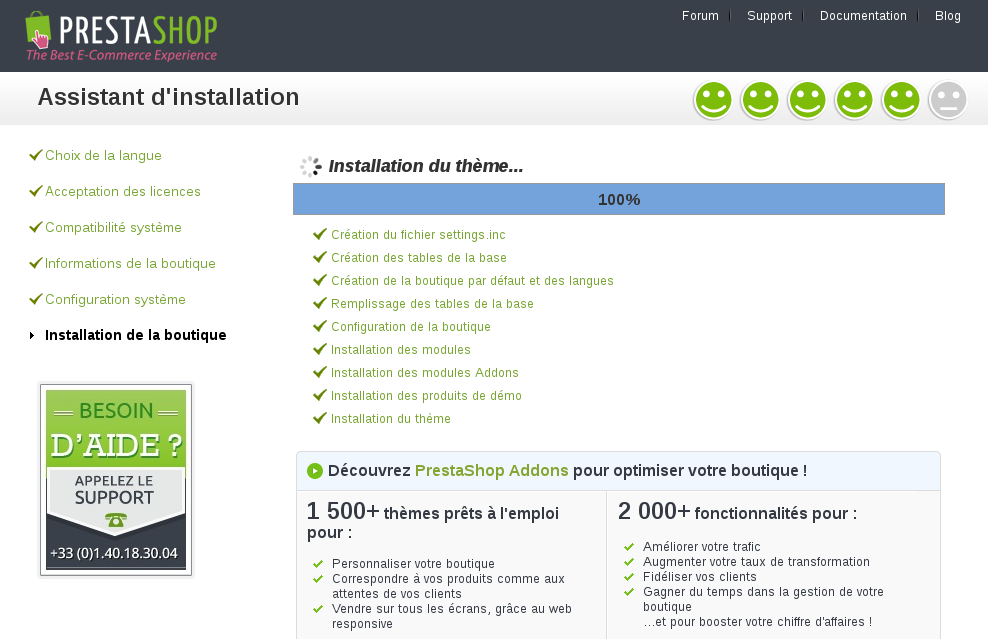 PRESTASHOP
The Best E-Commerce Experience
Forum Support Documentation Blog
Assistant d'installation
Choix de la langue
Acceptation des licences
Compatibilité système
Informations de la boutique
Configuration système
Installation de la boutique
BESOIN
D'AIDE ?
APPELEZ LE
SUPPORT
+33 (0)1.40.18.30.04
Installation du thème...
100%
Création du fichier settings.inc
Création des tables de la base
Création de la boutique par défaut et des langues
Remplissage des tables de la base
Configuration de la boutique
Installation des modules
Installation des modules Addons
Installation des produits de démo
Installation du thème
Découvrez PrestaShop Addons pour optimiser votre boutique !
1 500+ thèmes prêts à l'emploi
pour :
Personnaliser votre boutique
Correspondre à vos produits comme aux
attentes de vos clients
Vendre sur tous les écrans, grâce au web
responsive
2 000+ fonctionnalités pour :
Améliorer votre trafic
Augmenter votre taux de transformation
Fidéliser vos clients
Gagner du temps dans la gestion de votre
boutique
...et pour booster votre chiffre d'affaires !